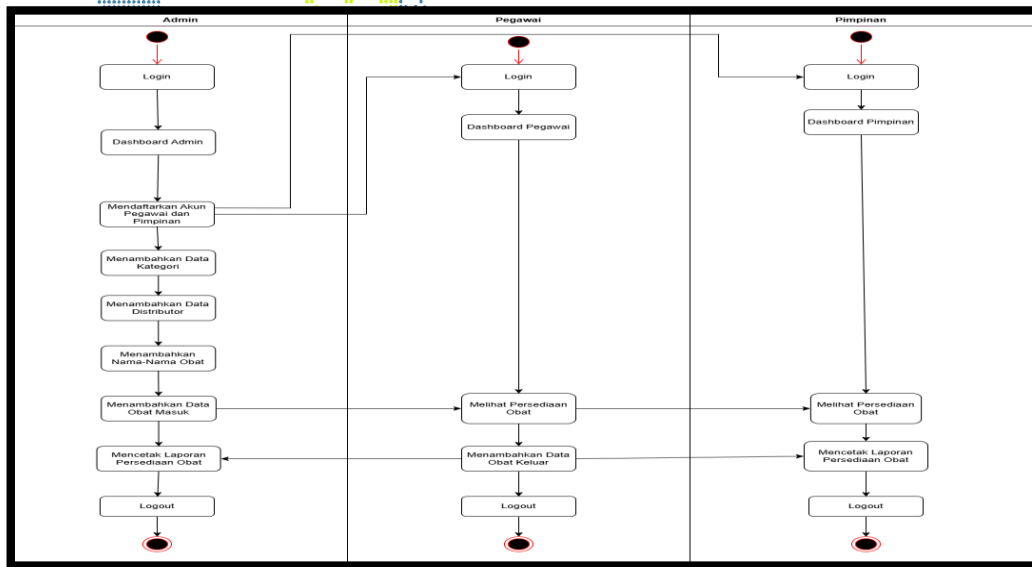 Admin
Pegawai
Pimpinan
Login
Dashboard Admin
Mendaftarkan Akun
Pegawai dan
Pimpinan
Menambahkan Data
Kategori
Menambahkan Data
Distributor
Menambahkan
Nama-Nama Obat
Menambahkan Data
Obat Masuk
Mencetak Laporan
Persediaan Obat
Logout
Login
Dashboard Pegawai
Melihat Persediaan
Obat
Menambahkan Data
Obat Keluar
Logout
Login
Dashboard Pimpinan
Melihat Persediaan
Obat
Mencetak Laporan
Persediaan Obat
Logout